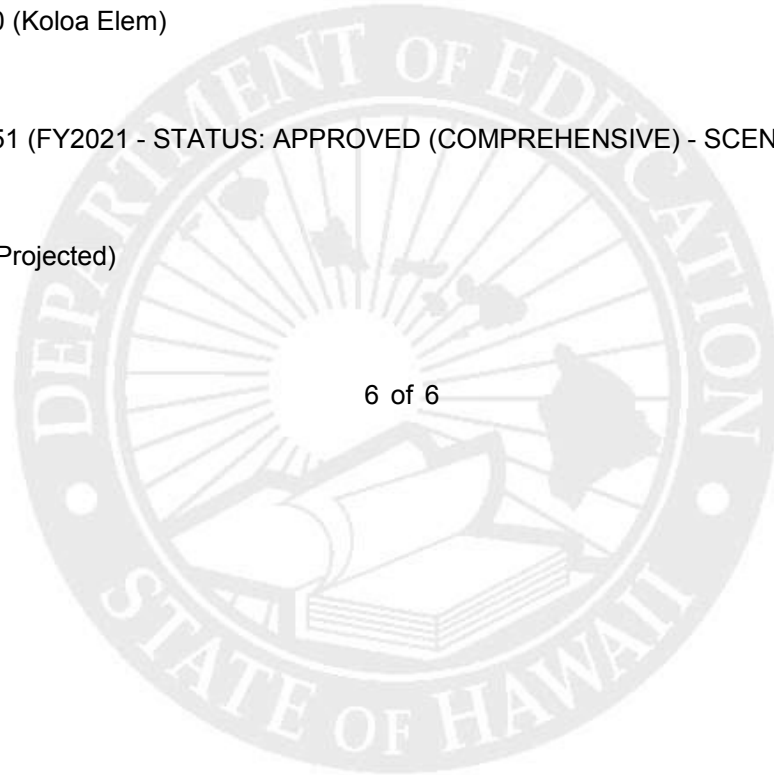 0 (Koloa Elem)
51 (FY2021 - STATUS: APPROVED (COMPREHENSIVE) - SCEN
Projected)
6 of 6
DEPARTMENT OF EDUCATION
STATE OF HAWAII